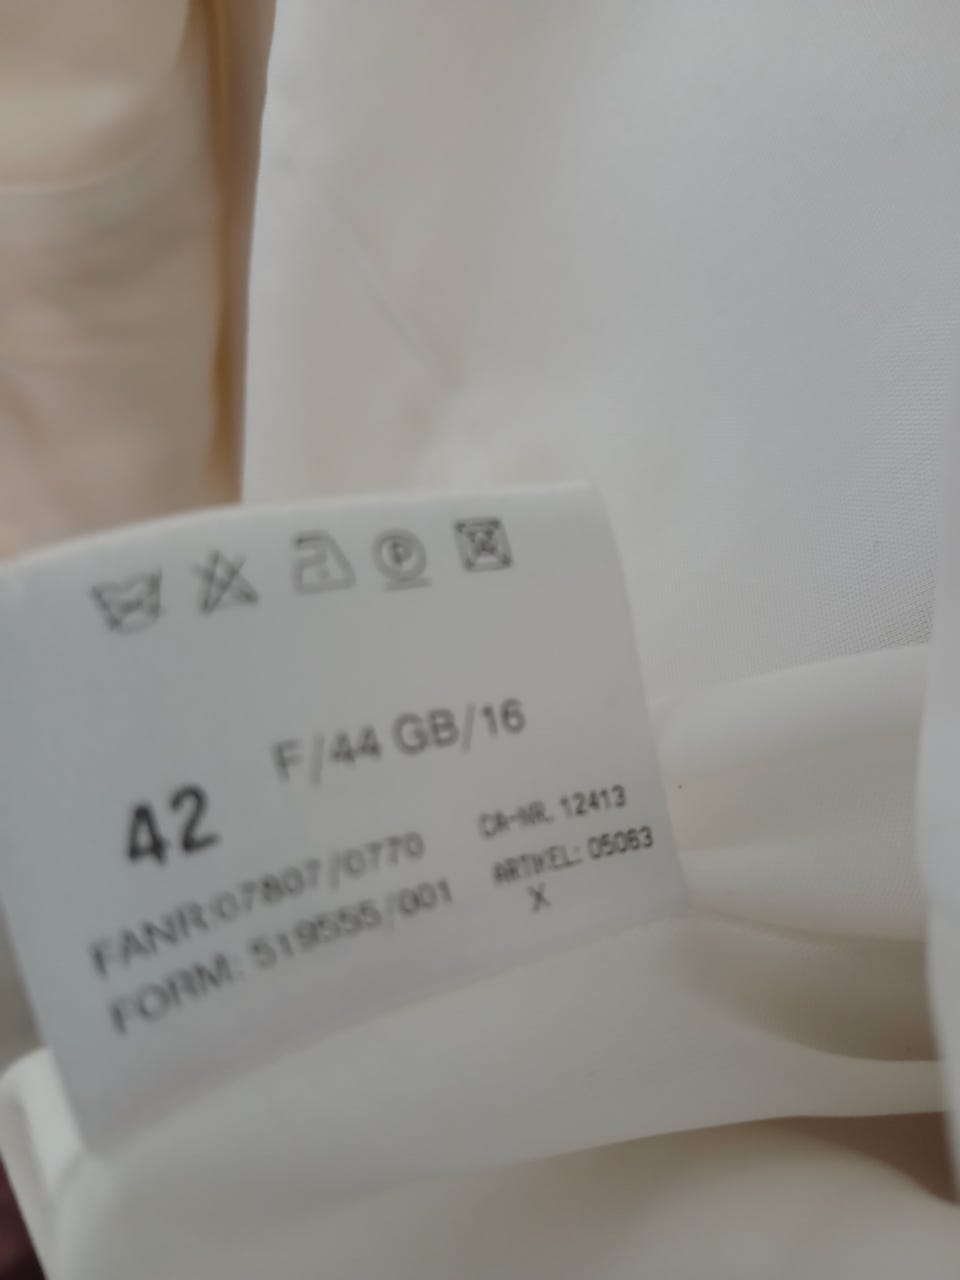 F/44 GB/16
42
CA-NR. 12413
FANR:07807/0770
ARTIKEL: 05063
FORM: 519555/001
X